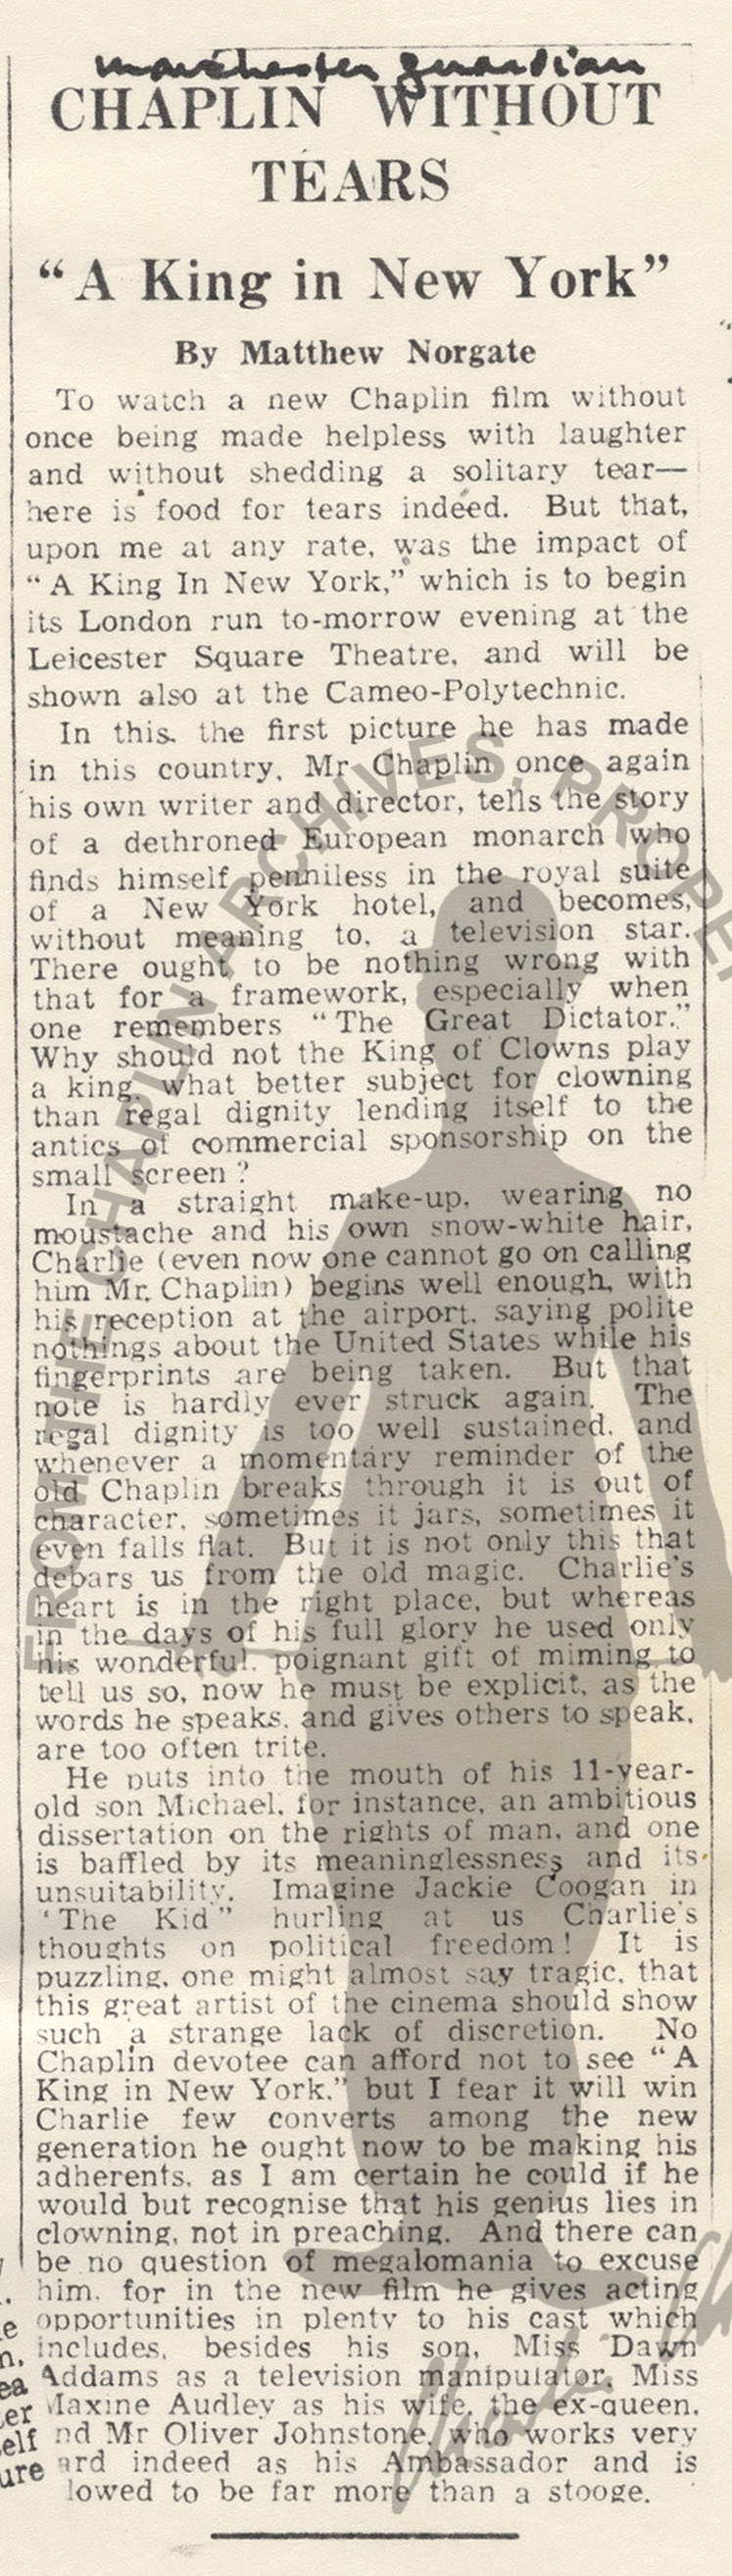 manchester guardian
CHAPLIN WITHOUT
TEARS
“A King in New York”
By Matthew Norgate
To watch a new Chaplin film without
once being made helpless with laughter
and without shedding a solitary tear—
here is food for tears indeed. But that,
upon me at any rate, was the impact of
“A King In New York,” which is to begin
its London run to-morrow evening at the
Leicester Square Theatre, and will be
shown also at the Cameo-Polytechnic.
In this, the first picture he has made
in this country, Mr Chaplin, once again
his own writer and director, tells the story
of a dethroned European monarch who
finds himself penniless in the royal suite
of a New York hotel, and becomes,
without meaning to, a television star.
There ought to be nothing wrong with
that for a framework, especially when
one remembers “The Great Dictator.”
Why should not the King of Clowns play
a king, what better subject for clowning
than regal dignity lending itself to the
antics of commercial sponsorship on the
small screen?
In a straight make-up, wearing no
moustache and his own snow-white hair,
Charlie (even now one cannot go on calling
him Mr. Chaplin) begins well enough, with
his reception at the airport, saying polite
nothings about the United States while his
fingerprints are being taken. But that
note is hardly ever struck again. The
regal dignity is too well sustained, and
whenever a momentary reminder of the
old Chaplin breaks through it is out of
character, sometimes it jars, sometimes it
even falls flat. But it is not only this that
debars us from the old magic. Charlie's
heart is in the right place, but whereas
in the days of his full glory he used only
his wonderful, poignant gift of miming to
tell us so, now he must be explicit, as the
words he speaks, and gives others to speak,
are too often trite.
He puts into the mouth of his 11-year-
old son Michael, for instance, an ambitious
dissertation on the rights of man, and one
is baffled by its meaninglessness and its
unsuitability. Imagine Jackie Coogan in
‘The Kid” hurling at us Charlie's
thoughts on political freedom! It is
puzzling, one might almost say tragic, that
this great artist of the cinema should show
such a strange lack of discretion. No
Chaplin devotee can afford not to see “A
King in New York,” but I fear it will win
Charlie few converts among the new
generation he ought now to be making his
adherents, as I am certain he could if he
would but recognise that his genius lies in
clowning, not in preaching. And there can
be no question of megalomania to excuse
him, for in the new film he gives acting
opportunities in plenty to his cast which
includes, besides his son, Miss Dawn
Addams as a television manipulator, Miss
Maxine Audley as his wife, the ex-queen,
nd Mr Oliver Johnstone, who works very
ard indeed as his Ambassador and is
lowed to be far more than a stooge.
FROM THE CHAPLIN ARCHIVES, PROPE